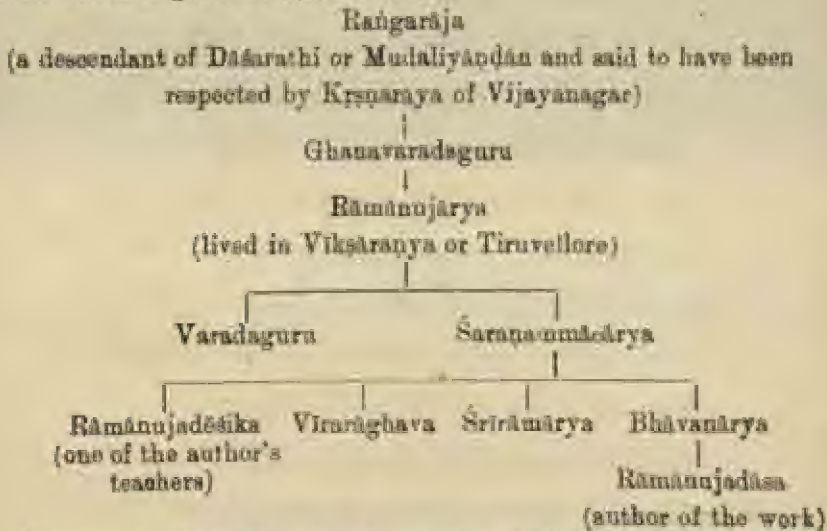 Raṅgarāja
(a descendant of Dāśarathi or Mudaliyāṇḍān and said to have been
respected by Kṛṣṇarāya of Vijayanagar)
Ghanavaradaguru
Rāmānujārya
(lived in Vīkṣāraṇya or Tiruvellore)
Varadaguru Śaraṇammācārya
Rāmānujadēśika Vīrarāghava Śrīrāmārya Bhāvanārya
(one of the author's
teachers) Rāmānujadāsa
(author of the work)